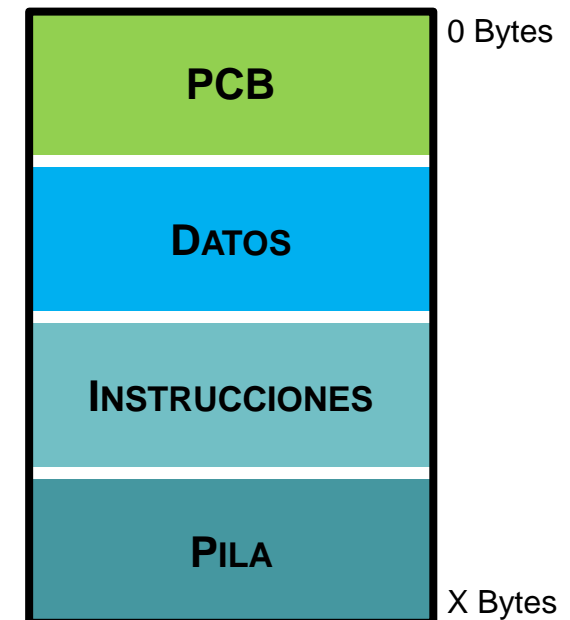 0 Bytes
PCB
DATOS
INSTRUCCIONES
PILA
X Bytes